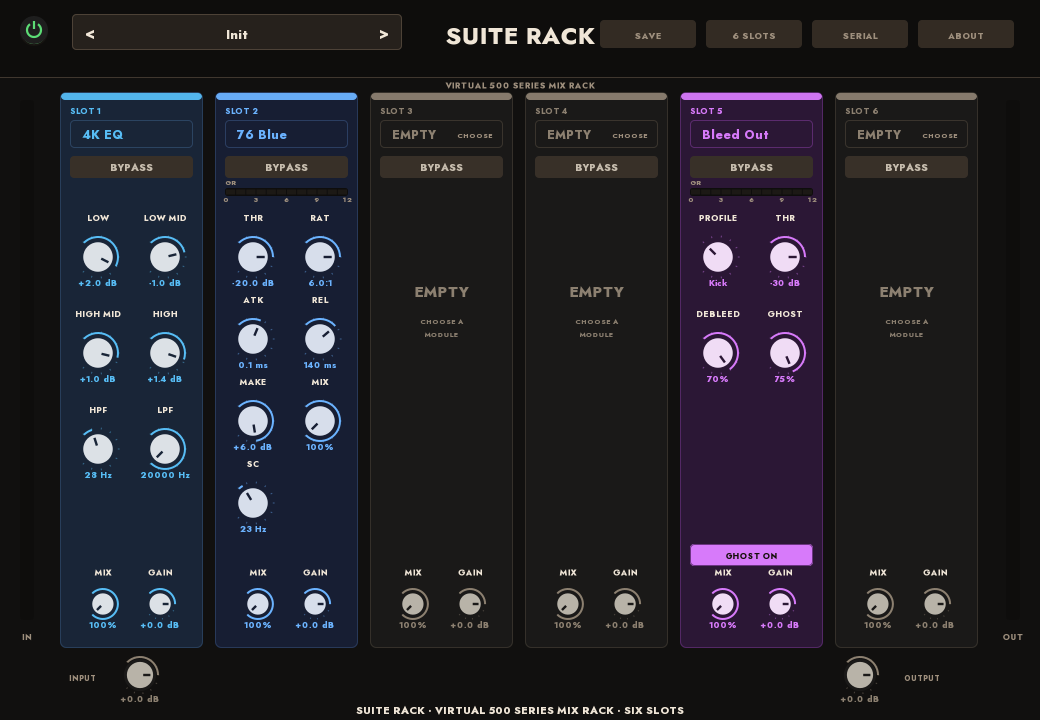 < Init >
SUITE RACK
SAVE
6 SLOTS
SERIAL
ABOUT
VIRTUAL 500 SERIES MIX RACK
SLOT 1
4K EQ
BYPASS
LOW LOW MID
+2.0 dB -1.0 dB
HIGH MID HIGH
+1.0 dB +1.4 dB
HPF LPF
28 Hz 20000 Hz
MIX GAIN
100% +0.0 dB
SLOT 2
76 Blue
BYPASS
GR
0 3 6 9 12
THR RAT
-20.0 dB 6.0:1
ATK REL
0.1 ms 140 ms
MAKE MIX
+6.0 dB 100%
SC
23 Hz
MIX GAIN
100% +0.0 dB
SLOT 3
EMPTY CHOOSE
BYPASS
EMPTY
CHOOSE A
MODULE
MIX GAIN
100% +0.0 dB
SLOT 4
EMPTY CHOOSE
BYPASS
EMPTY
CHOOSE A
MODULE
MIX GAIN
100% +0.0 dB
SLOT 5
Bleed Out
BYPASS
GR
0 3 6 9 12
PROFILE THR
Kick -30 dB
DEBLEED GHOST
70% 75%
GHOST ON
MIX GAIN
100% +0.0 dB
SLOT 6
EMPTY CHOOSE
BYPASS
EMPTY
CHOOSE A
MODULE
MIX GAIN
100% +0.0 dB
IN
OUT
INPUT
+0.0 dB
OUTPUT
+0.0 dB
SUITE RACK · VIRTUAL 500 SERIES MIX RACK · SIX SLOTS